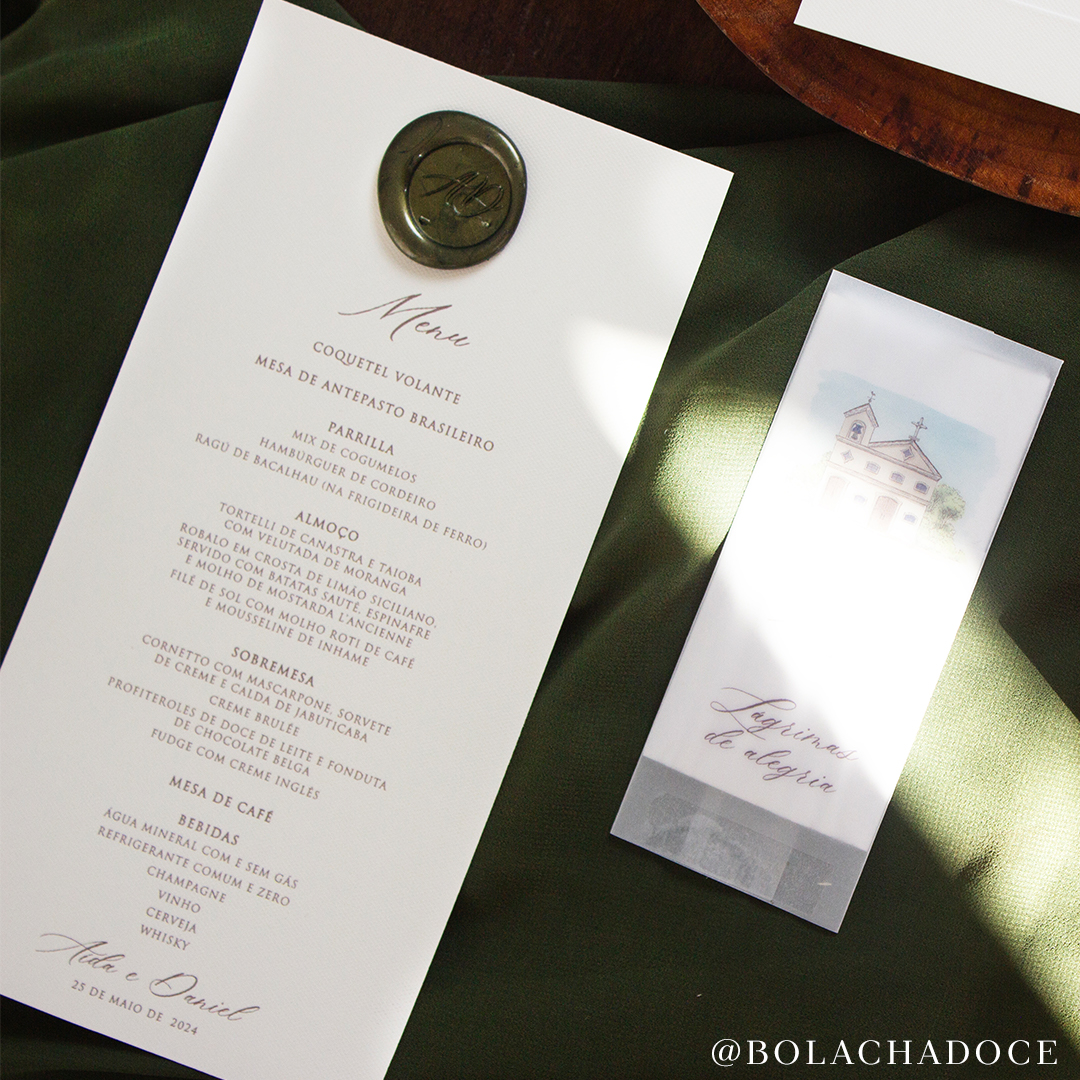 AD
Menu
COQUETEL VOLANTE
MESA DE ANTEPASTO BRASILEIRO
PARRILLA
MIX DE COGUMELOS
HAMBÚRGUER DE CORDEIRO
RAGÚ DE BACALHAU (NA FRIGIDEIRA DE FERRO)
ALMOÇO
TORTELLI DE CANASTRA E TAIOBA
COM VELUTADA DE MORANGA
ROBALO EM CROSTA DE LIMÃO SICILIANO,
SERVIDO COM BATATAS SAUTÉ, ESPINAFRE
E MOLHO DE MOSTARDA L'ANCIENNE
FILÉ DE SOL COM MOLHO ROTI DE CAFÉ
E MOUSSELINE DE INHAME
SOBREMESA
CORNETTO COM MASCARPONE, SORVETE
DE CREME E CALDA DE JABUTICABA
CREME BRULÉE
PROFITEROLES DE DOCE DE LEITE E FONDUTA
DE CHOCOLATE BELGA
FUDGE COM CREME INGLÊS
MESA DE CAFÉ
BEBIDAS
ÁGUA MINERAL COM E SEM GÁS
REFRIGERANTE COMUM E ZERO
CHAMPAGNE
VINHO
CERVEJA
WHISKY
Aída e Daniel
25 DE MAIO DE 2024
Lágrimas
de alegria
@BOLACHADOCE